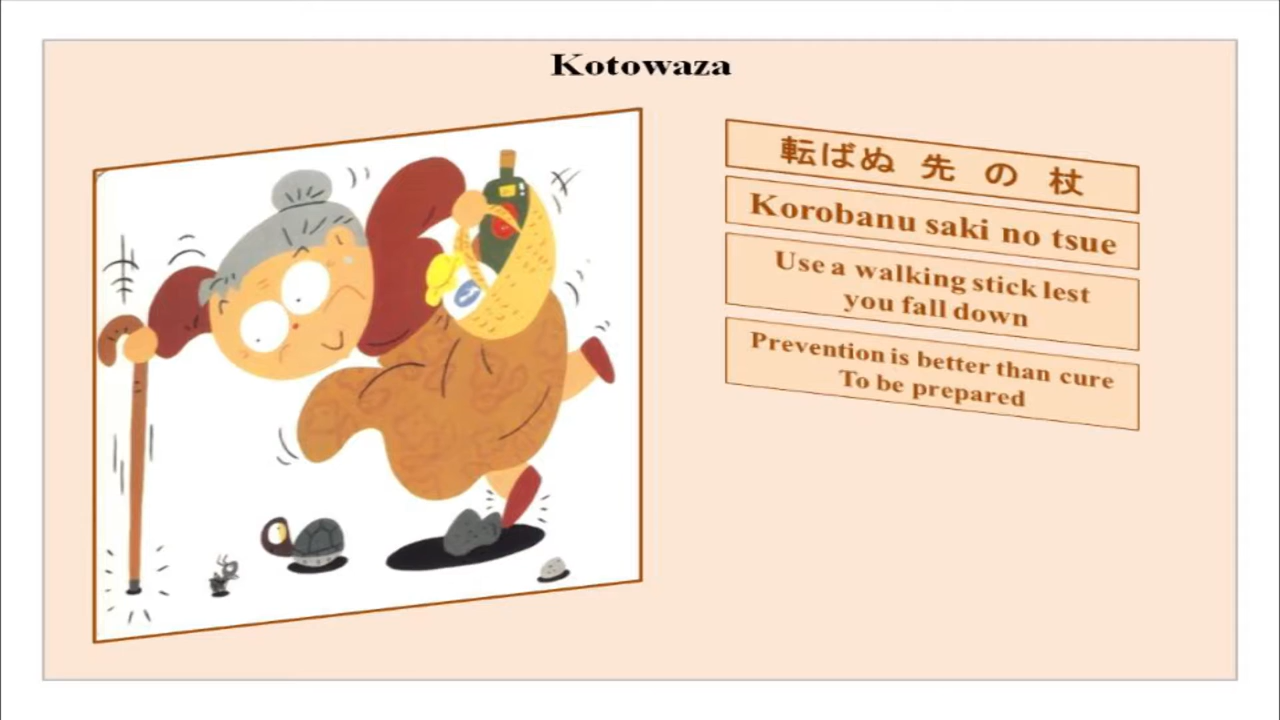 Kotowaza
転ばぬ 先 の 杖
Korobanu saki no tsue
Use a walking stick lest
you fall down
Prevention is better than cure
To be prepared